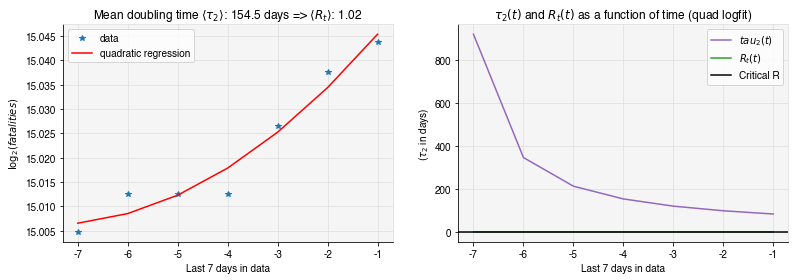 Mean doubling time ⟨τ₂⟩: 154.5 days => ⟨Rₜ⟩: 1.02
data
quadratic regression
log₂(fatalities)
15.045
15.040
15.035
15.030
15.025
15.020
15.015
15.010
15.005
-7 -6 -5 -4 -3 -2 -1
Last 7 days in data
τ₂(t) and Rₜ(t) as a function of time (quad logfit)
tau₂(t)
Rₜ(t)
Critical R
(τ₂ in days)
800
600
400
200
0
-7 -6 -5 -4 -3 -2 -1
Last 7 days in data